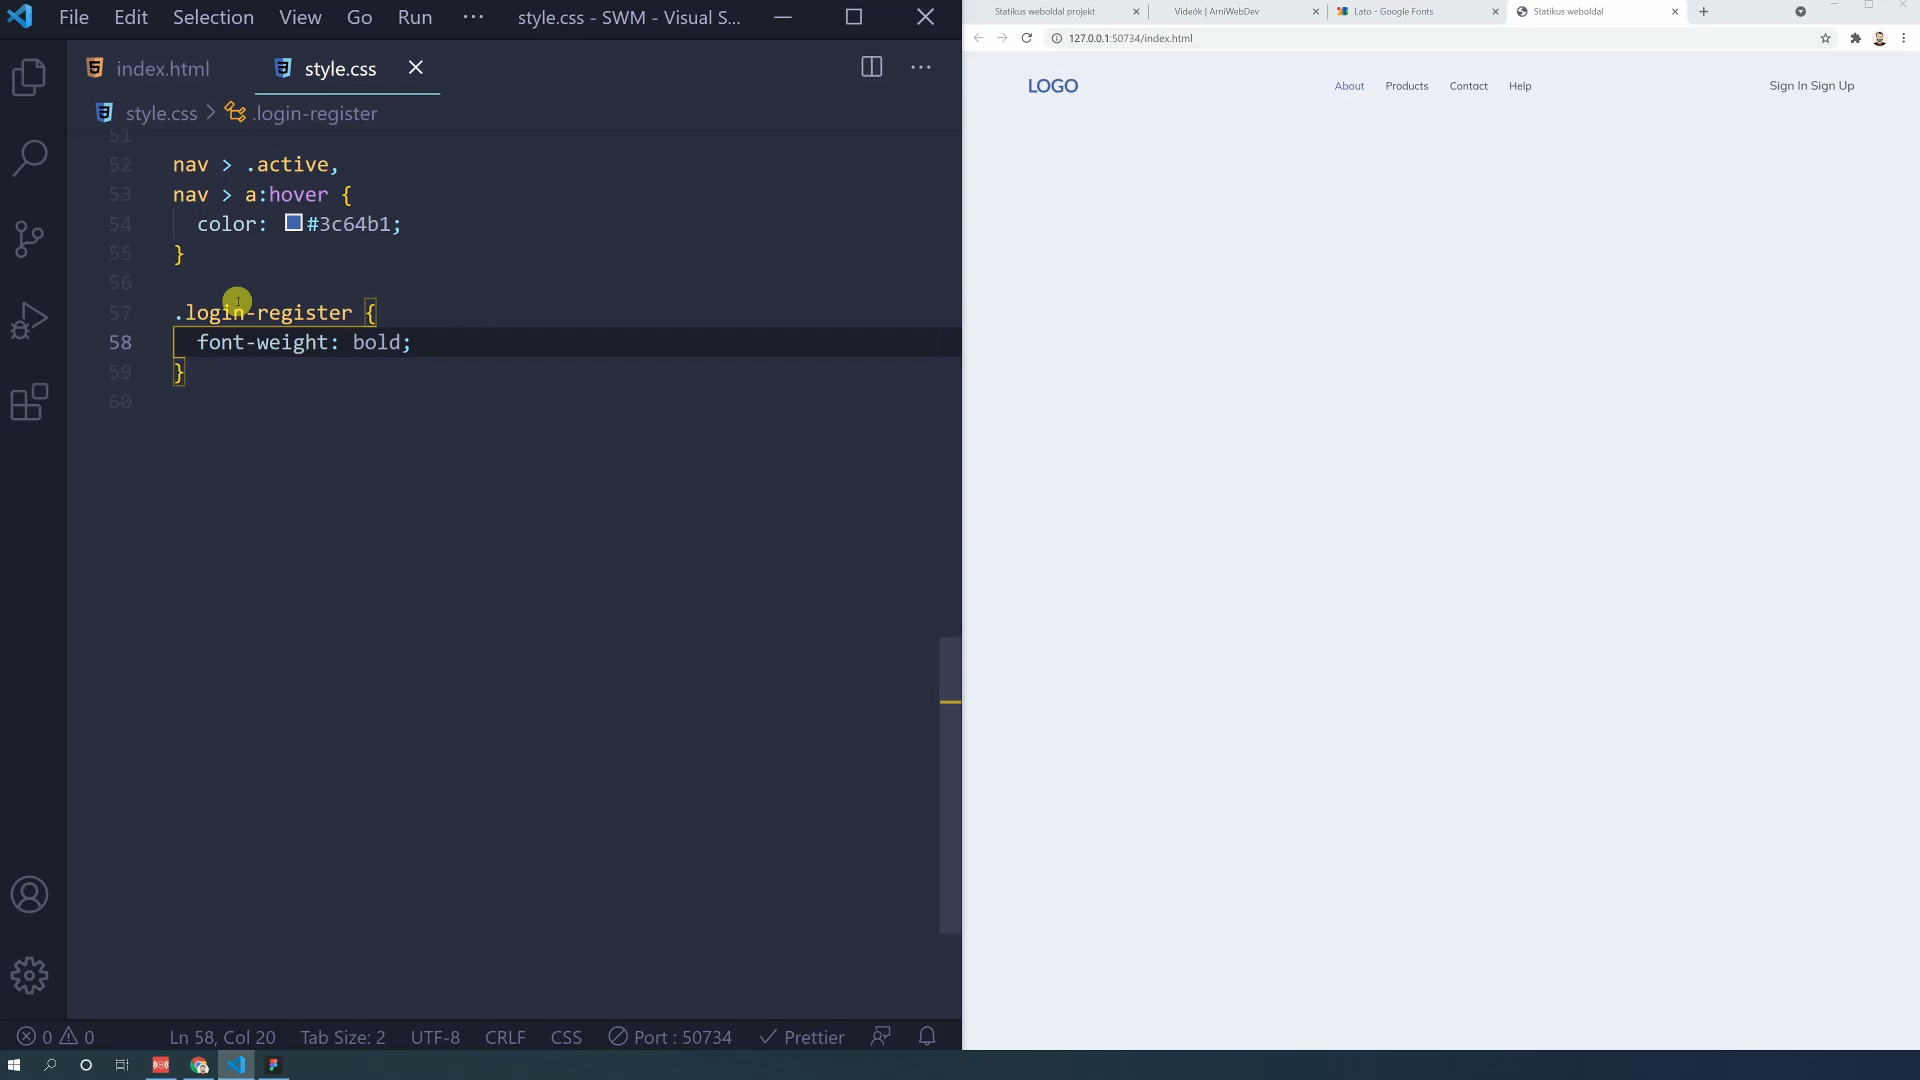 File Edit Selection View Go Run ··· style.css - SWM - Visual S...
index.html style.css
style.css > .login-register
51
52 nav > .active,
53 nav > a:hover {
54 color: #3c64b1;
55 }
56
57 .login-register {
58 font-weight: bold;
59 }
60
0 0 Ln 58, Col 20 Tab Size: 2 UTF-8 CRLF CSS Port : 50734 Prettier
Statikus weboldal projekt Videók | ArniWebDev Lato - Google Fonts Statikus weboldal
127.0.0.1:50734/index.html
LOGO About Products Contact Help Sign In Sign Up